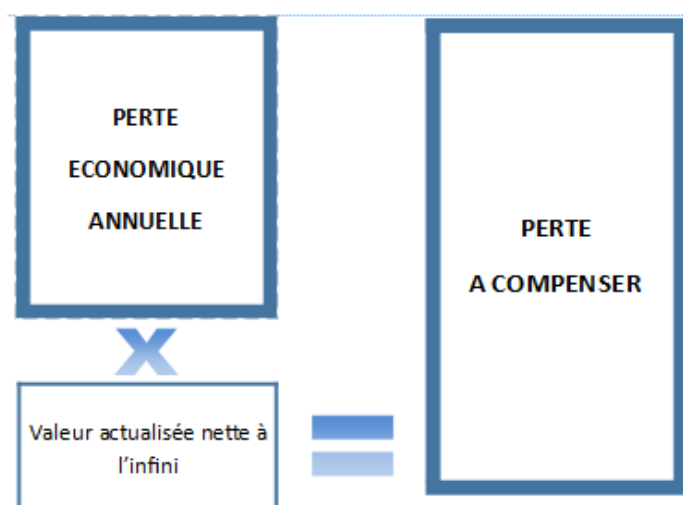 PERTE
ECONOMIQUE
ANNUELLE
X
Valeur actualisée nette à
l'infini
=
PERTE
A COMPENSER